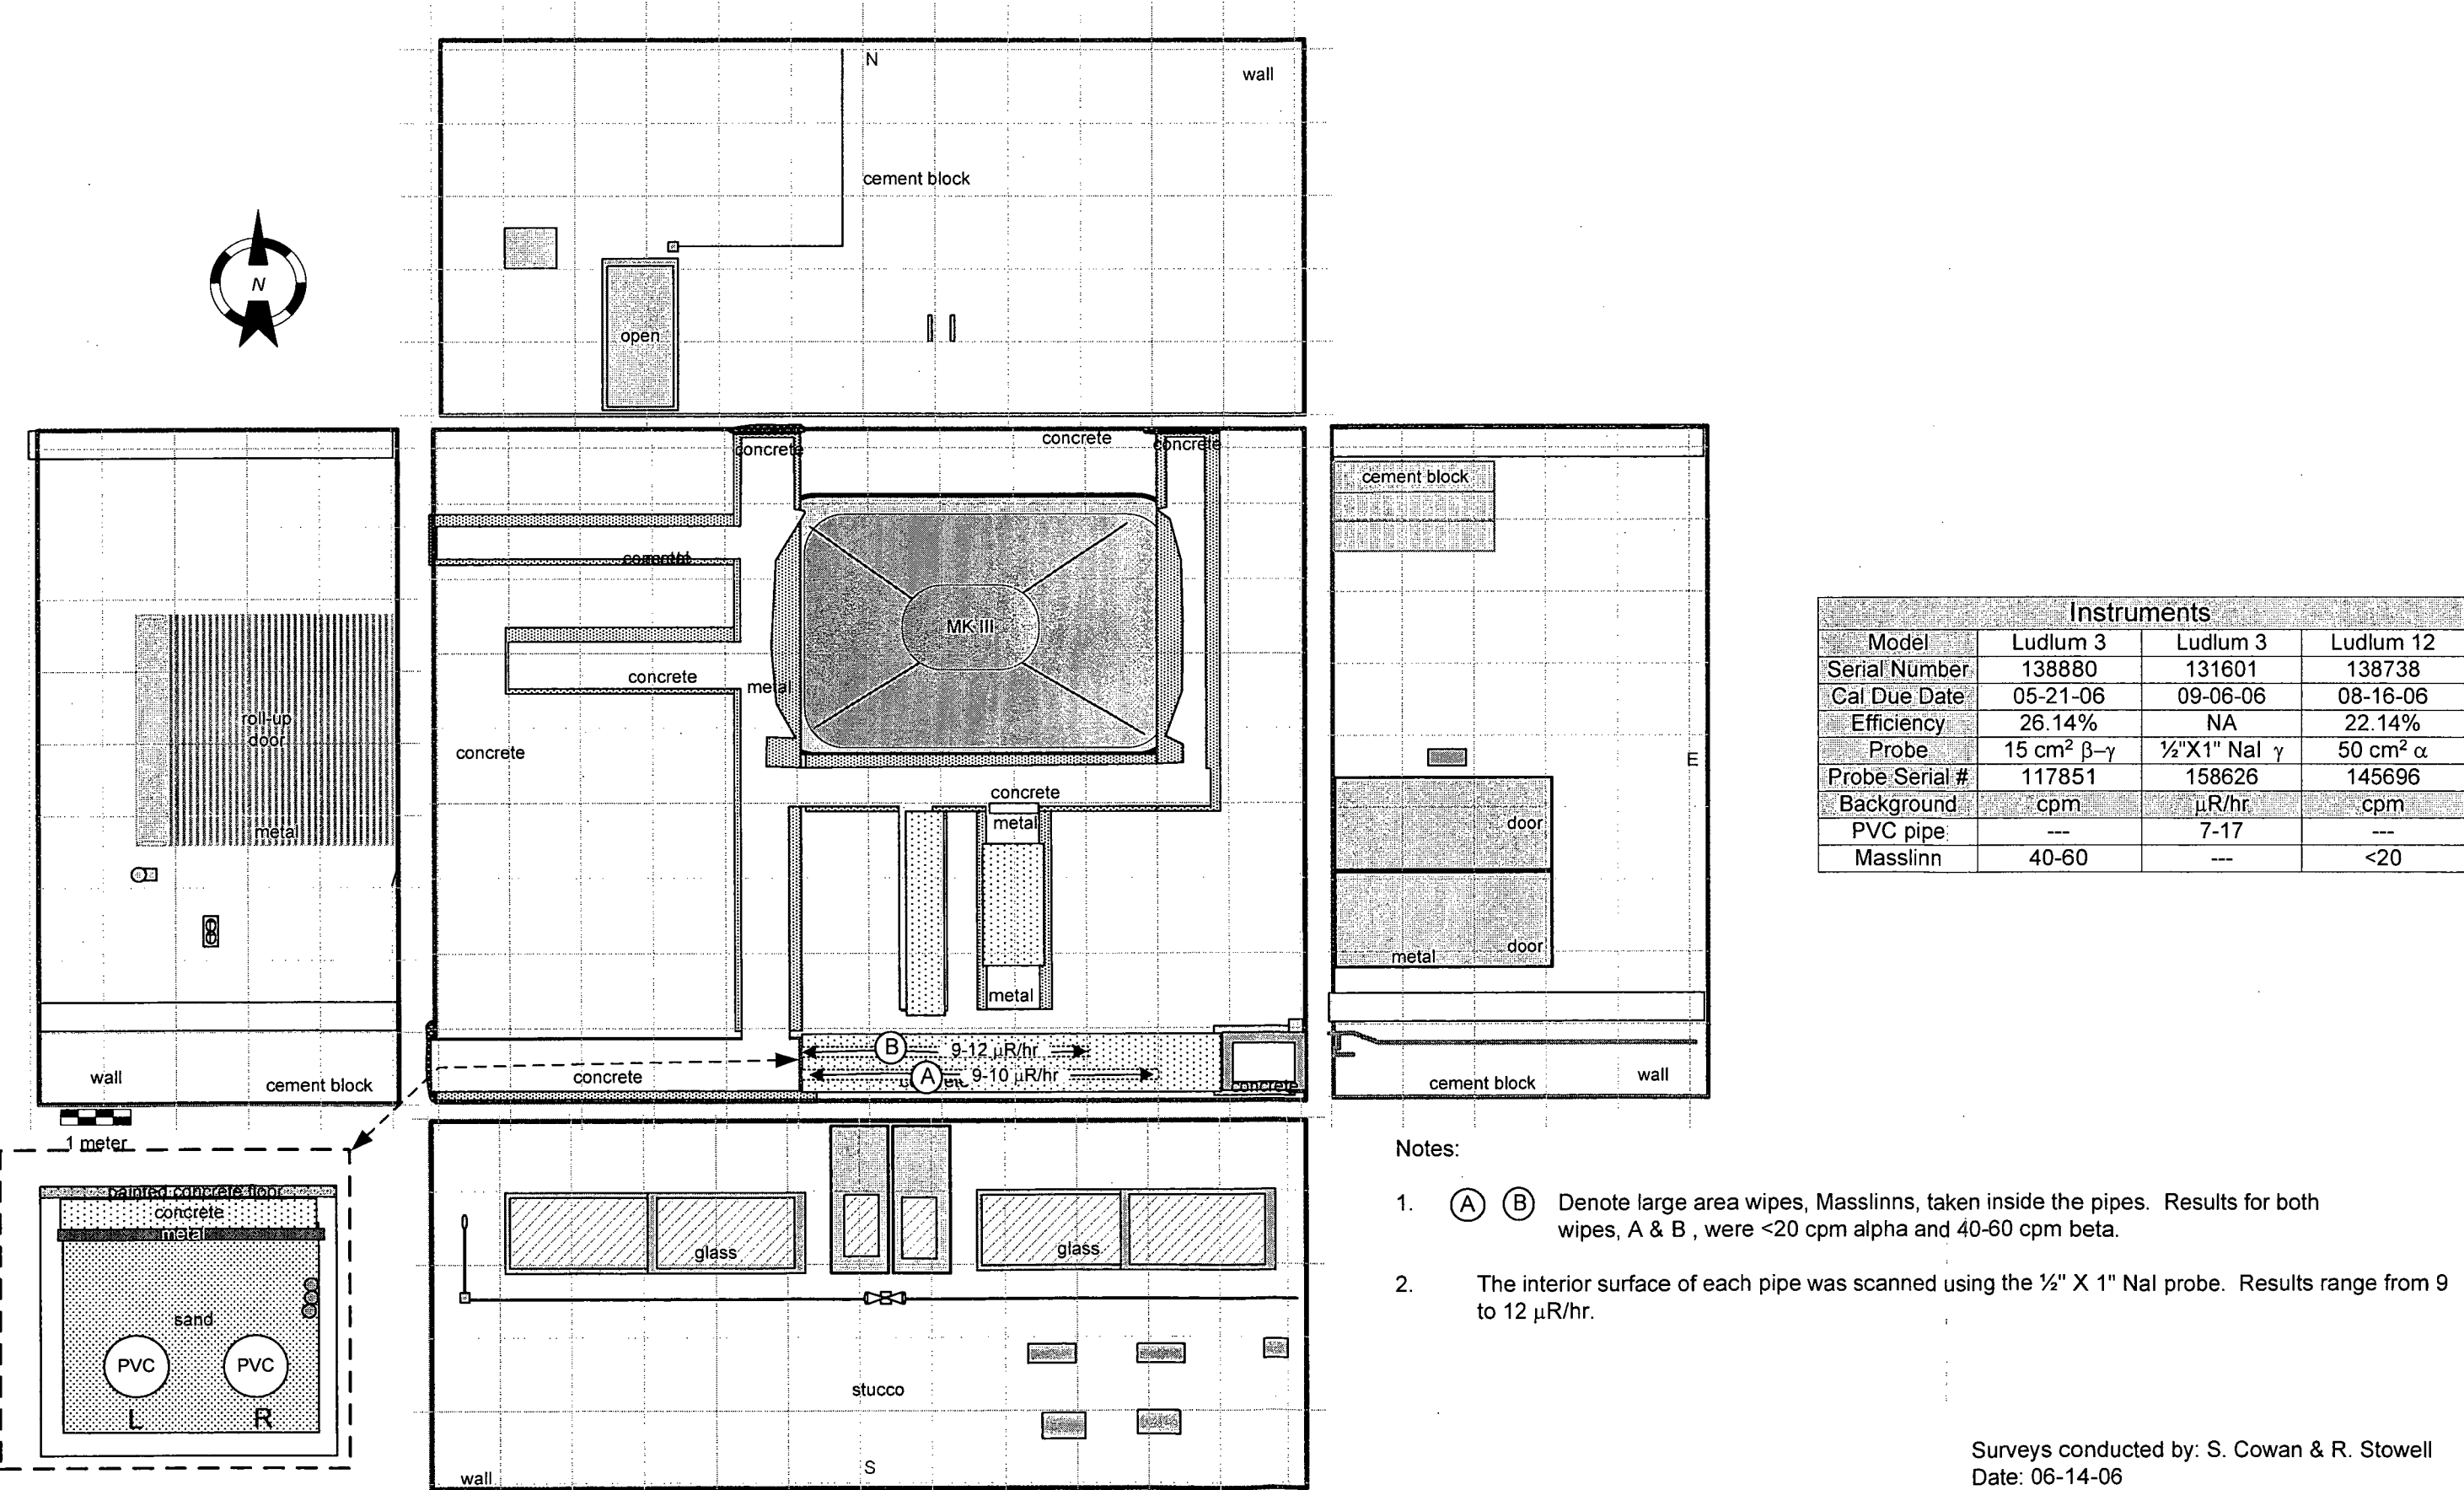 N
wall
cement block
N
open
concrete
concrete
concrete
cement block
MK III
concrete
metal
roll-up
door
metal
concrete
E
concrete
metal
door
door
metal
metal
B 9-12 µR/hr
A 9-10 µR/hr
concrete
concrete
wall
cement block
cement block
wall
1 meter
painted concrete floor
concrete
metal
sand
PVC PVC
L R
glass
glass
stucco
wall
S
Instruments
Model Ludlum 3 Ludlum 3 Ludlum 12
Serial Number 138880 131601 138738
Cal Due Date 05-21-06 09-06-06 08-16-06
Efficiency 26.14% NA 22.14%
Probe 15 cm² β–γ ½"X1" NaI γ 50 cm² α
Probe Serial # 117851 158626 145696
Background cpm µR/hr cpm
PVC pipe: --- 7-17 ---
Masslinn 40-60 --- <20
Notes:
1. A B Denote large area wipes, Masslinns, taken inside the pipes. Results for both
wipes, A & B , were <20 cpm alpha and 40-60 cpm beta.
2. The interior surface of each pipe was scanned using the ½" X 1" NaI probe. Results range from 9
to 12 µR/hr.
Surveys conducted by: S. Cowan & R. Stowell
Date: 06-14-06